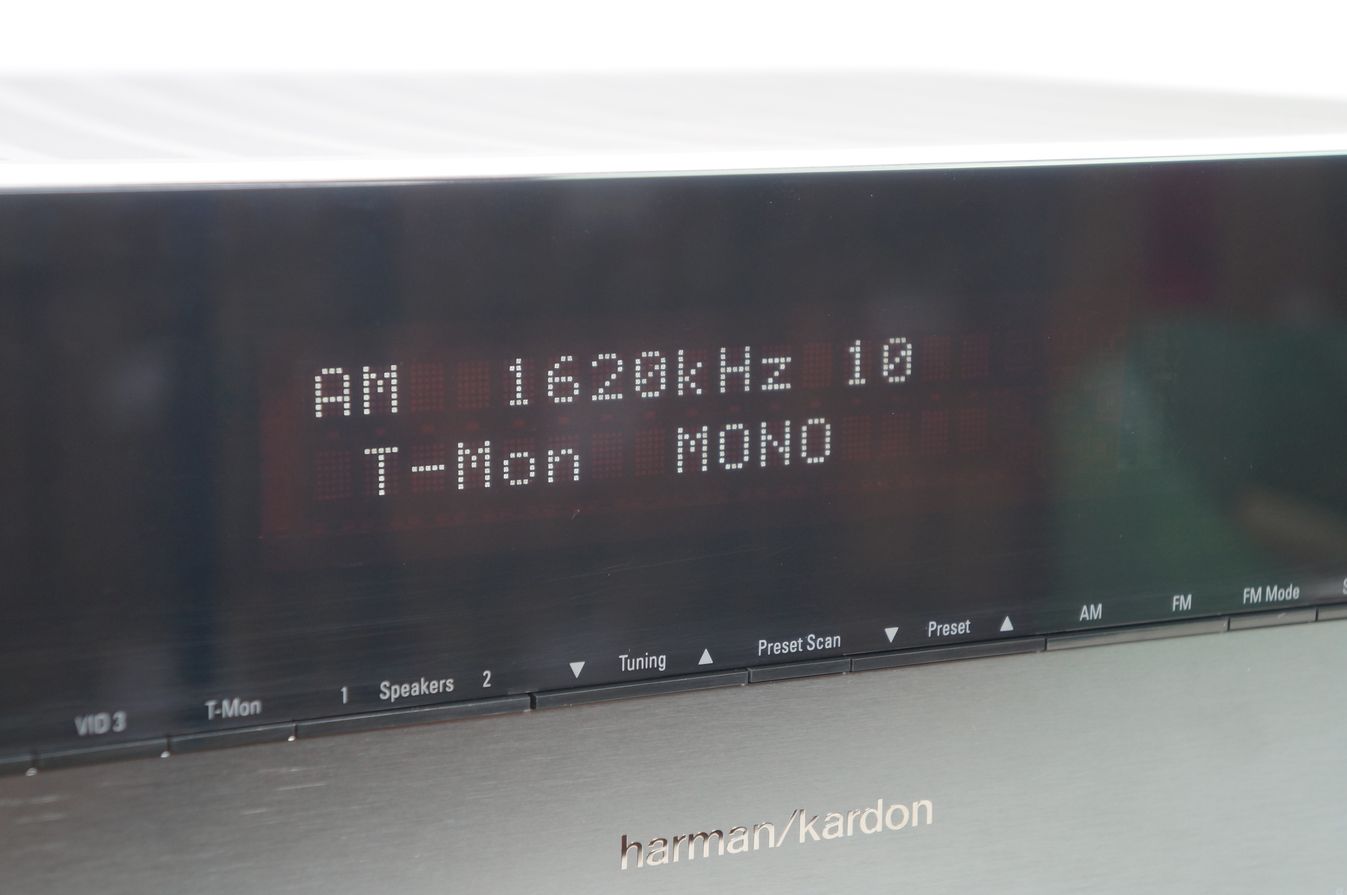 AM 1620kHz 10
T-Mon MONO
VID 3 T-Mon 1 Speakers 2 ▼ Tuning ▲ Preset Scan ▼ Preset ▲ AM FM FM Mode
harman/kardon